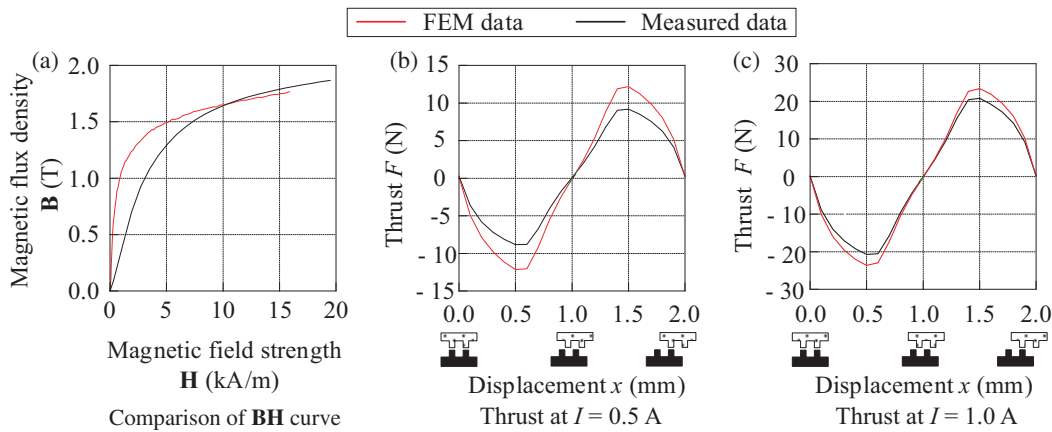 FEM data
Measured data
(a)
2.0
1.5
1.0
0.5
0.0
0
5
10
15
20
Magnetic flux density
B (T)
Magnetic field strength
H (kA/m)
Comparison of BH curve
(b)
15
10
5
0
-5
-10
-15
0.0
0.5
1.0
1.5
2.0
Thrust F (N)
Displacement x (mm)
Thrust at I = 0.5 A
(c)
30
20
10
0
-10
-20
-30
0.0
0.5
1.0
1.5
2.0
Thrust F (N)
Displacement x (mm)
Thrust at I = 1.0 A